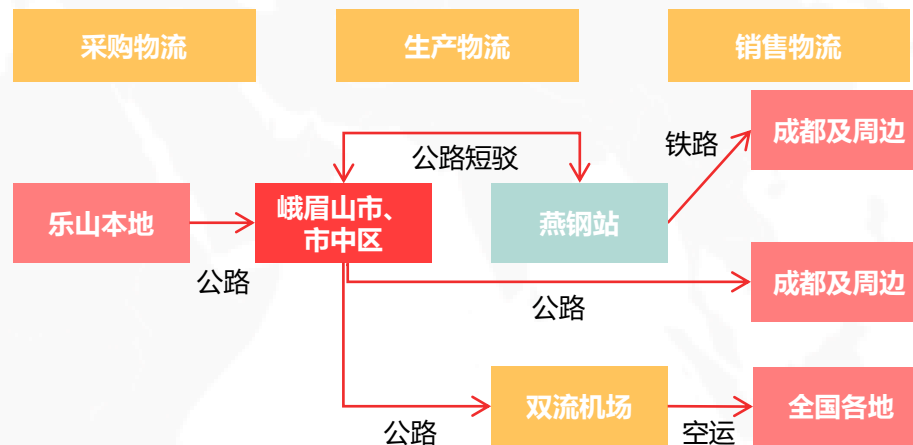 采购物流
生产物流
销售物流
成都及周边
铁路
公路短驳
乐山本地
峨眉山市、
市中区
燕钢站
公路
成都及周边
公路
双流机场
全国各地
公路
空运